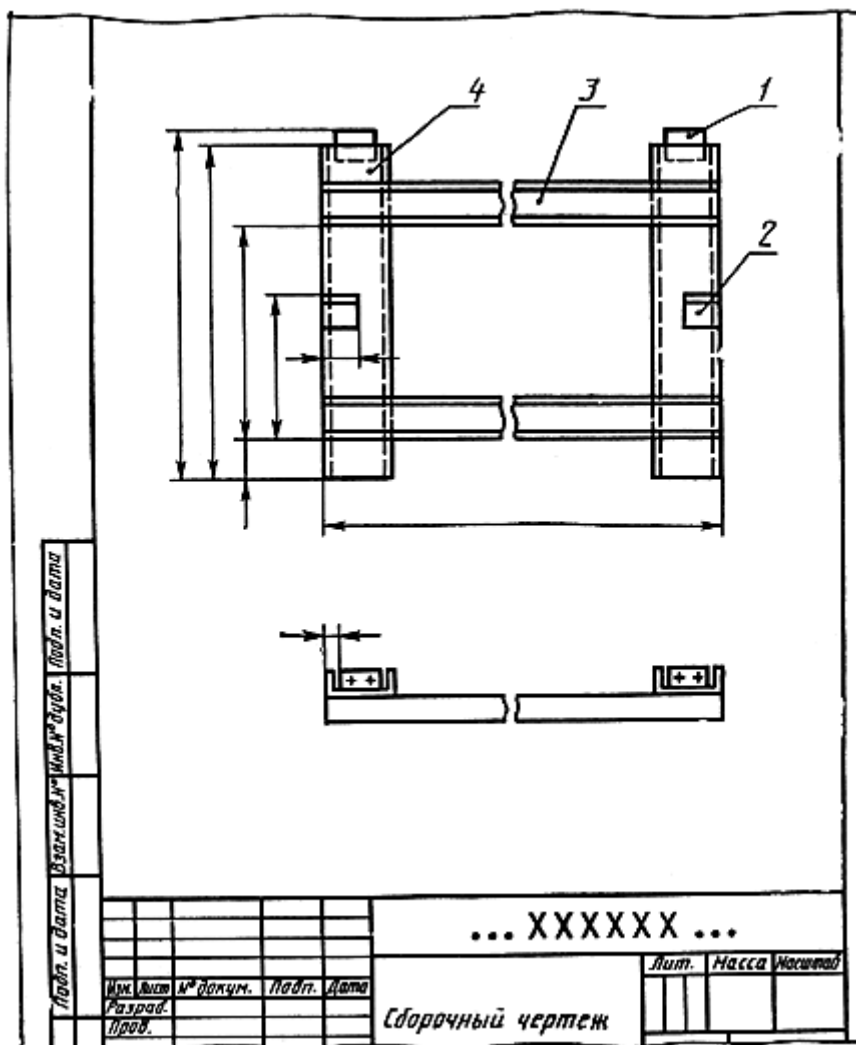 4
3
1
2
Подп. и дата
Инв.№ дубл.
Взам.инв.№
Подп. и дата
...XXXXXX...
Изм. Лист № докум. Подп. Дата
Разраб.
Пров.
Сборочный чертеж
Лит. Масса Масштаб